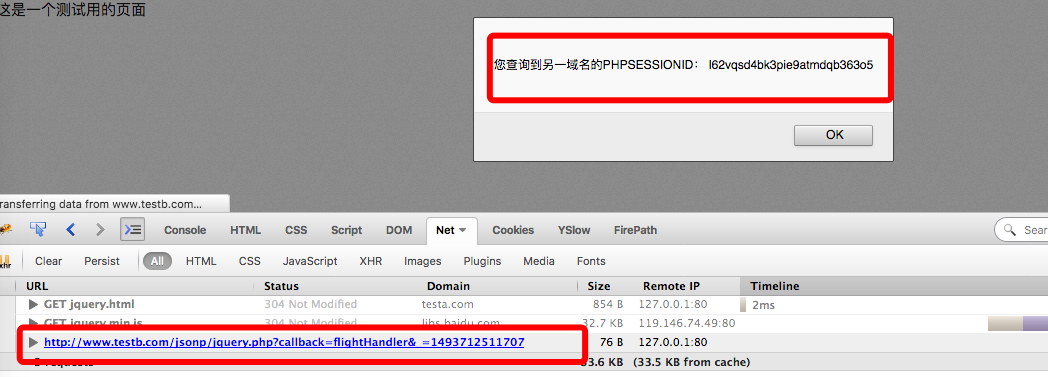 这是一个测试用的页面
您查询到另一域名的PHPSESSIONID： l62vqsd4bk3pie9atmdqb363o5
OK
ransferring data from www.testb.com...
Console HTML CSS Script DOM Net Cookies YSlow FirePath Sear
xhr Clear Persist All HTML CSS JavaScript XHR Images Plugins Media Fonts
URL Status Domain Size Remote IP Timeline
GET jquery.html 304 Not Modified testa.com 854 B 127.0.0.1:80 2ms
GET jquery.min.js 304 Not Modified libs.baidu.com 32.7 KB 119.146.74.49:80
http://www.testb.com/jsonp/jquery.php?callback=flightHandler&_=1493712511707 76 B 127.0.0.1:80
3 requests 33.6 KB (33.5 KB from cache)